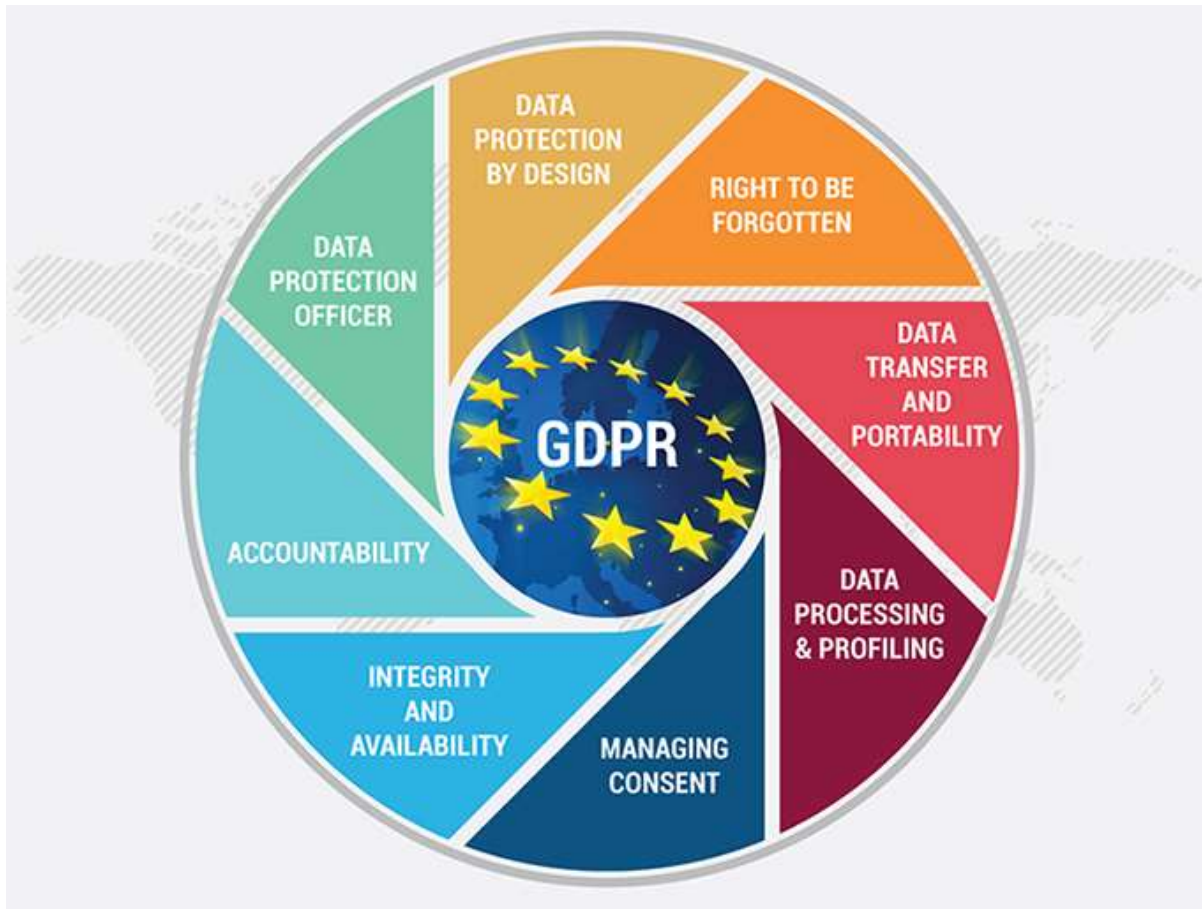 DATA
PROTECTION
BY DESIGN
RIGHT TO BE
FORGOTTEN
DATA
TRANSFER
AND
PORTABILITY
DATA
PROCESSING
& PROFILING
MANAGING
CONSENT
INTEGRITY
AND
AVAILABILITY
ACCOUNTABILITY
DATA
PROTECTION
OFFICER
GDPR